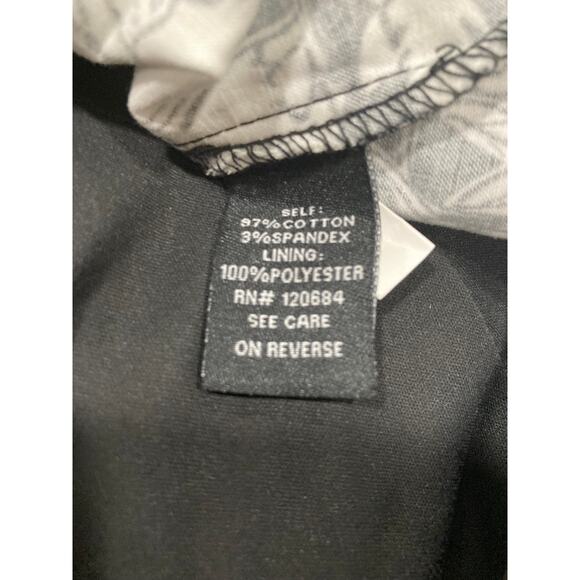 SELF:
97%COTTON
3%SPANDEX
LINING:
100%POLYESTER
RN# 120684
SEE CARE
ON REVERSE